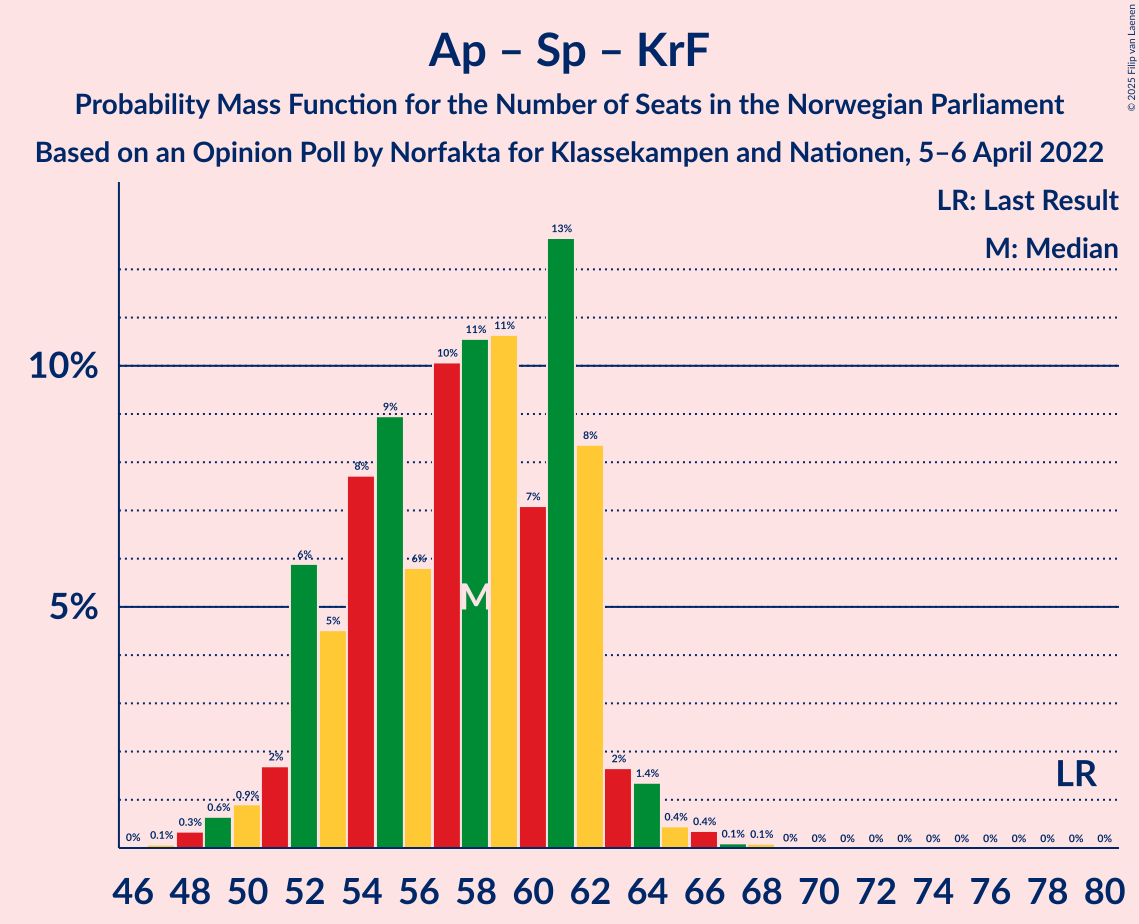 Ap – Sp – KrF
Probability Mass Function for the Number of Seats in the Norwegian Parliament
Based on an Opinion Poll by Norfakta for Klassekampen and Nationen, 5–6 April 2022
© 2025 Filip van Laenen
LR: Last Result
M: Median
10%
5%
0% 0.1% 0.3% 0.6% 0.9% 2% 6% 5% 8% 9% 6% 10% 11% 11% 7% 13% 8% 2% 1.4% 0.4% 0.4% 0.1% 0.1% 0% 0% 0% 0% 0% 0% 0% 0% 0% 0% 0% 0%
M
LR
46 48 50 52 54 56 58 60 62 64 66 68 70 72 74 76 78 80